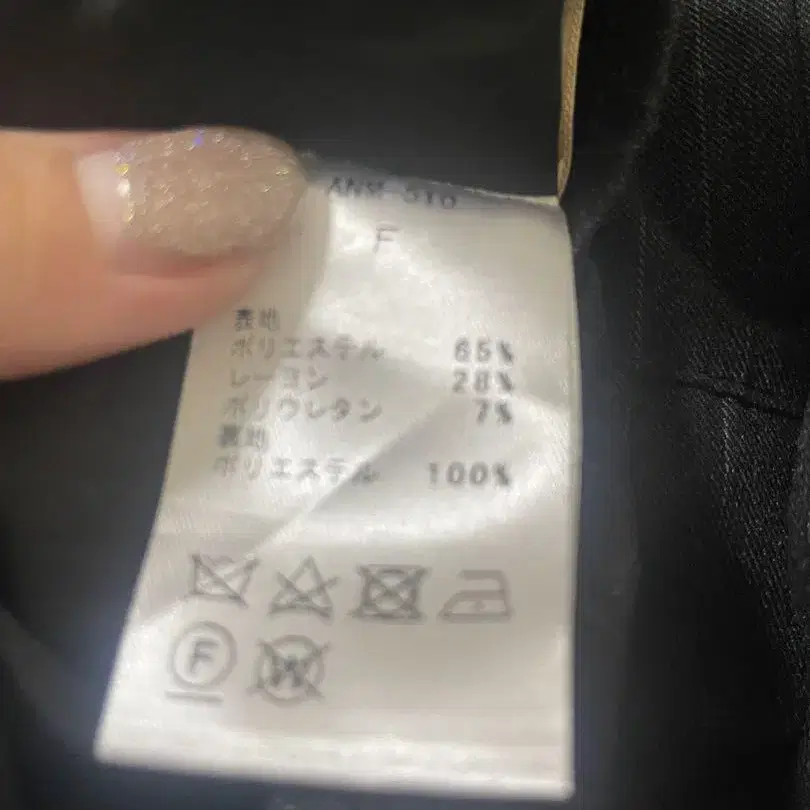 F
表地
ポリエステル 65%
レーヨン 28%
ポリウレタン 7%
裏地
ポリエステル 100%
F
W